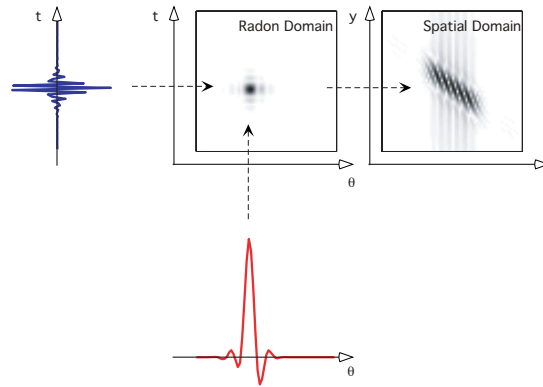 t
t
Radon Domain
y
Spatial Domain
θ
θ